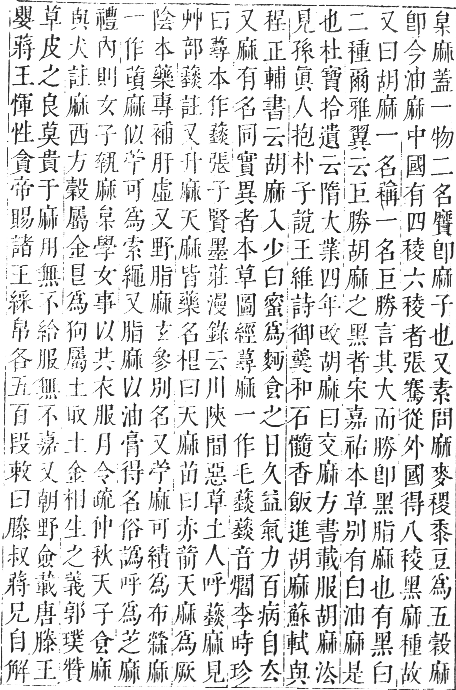 枲麻蓋一物二名黂卽麻子也又素問麻麥稷黍豆爲五穀麻
卽今油麻中國有四稜六稜者張騫從外國得八稜黑麻種故
又曰胡麻一名稱一名巨勝言其大而勝卽黑脂麻也有黑白
二種爾雅翼云巨勝胡麻之黑者宋嘉祐本草別有白油麻是
也杜寶拾遺云隋大業四年改胡麻曰交麻方書載服胡麻法
見孫眞人抱朴子說王維詩御羹和石髓香飯進胡麻蘇軾與
程正輔書云胡麻入少白蜜爲麨食之日久益氣力百病自去
又麻有名同實異者本草圖經蕁麻一作毛蕁蕁音燖李時珍
曰蕁本作蕁張子賢墨莊漫錄云川陝間惡草土人呼蕁麻見
艸部蕁註又升麻天麻皆藥名根曰天麻苗曰赤箭天麻爲厥
陰本藥專補肝虛又野脂麻玄參別名又苧麻可績爲布䔛麻
一作䔛麻似苧可爲索繩又脂麻以油膏得名俗譌呼爲芝麻
禮內則女子執麻枲學女事以共衣服月令疏仲秋天子食麻
與犬註麻西方穀屬金犬爲狗屬土取土金相生之義郭璞贊
草皮之良莫貴于麻用無不給服無不嘉又朝野僉載唐滕王
嬰蔣王惲性貪帝賜諸王綵帛各五百段敕曰滕叔蔣兄自解